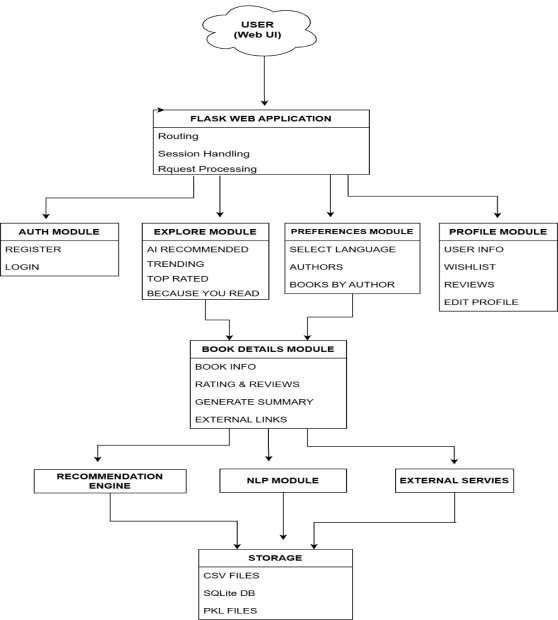 USER
(Web UI)
FLASK WEB APPLICATION
Routing
Session Handling
Rquest Processing
AUTH MODULE
REGISTER
LOGIN
EXPLORE MODULE
AI RECOMMENDED
TRENDING
TOP RATED
BECAUSE YOU READ
PREFERENCES MODULE
SELECT LANGUAGE
AUTHORS
BOOKS BY AUTHOR
PROFILE MODULE
USER INFO
WISHLIST
REVIEWS
EDIT PROFILE
BOOK DETAILS MODULE
BOOK INFO
RATING & REVIEWS
GENERATE SUMMARY
EXTERNAL LINKS
RECOMMENDATION
ENGINE
NLP MODULE
EXTERNAL SERVIES
STORAGE
CSV FILES
SQLite DB
PKL FILES